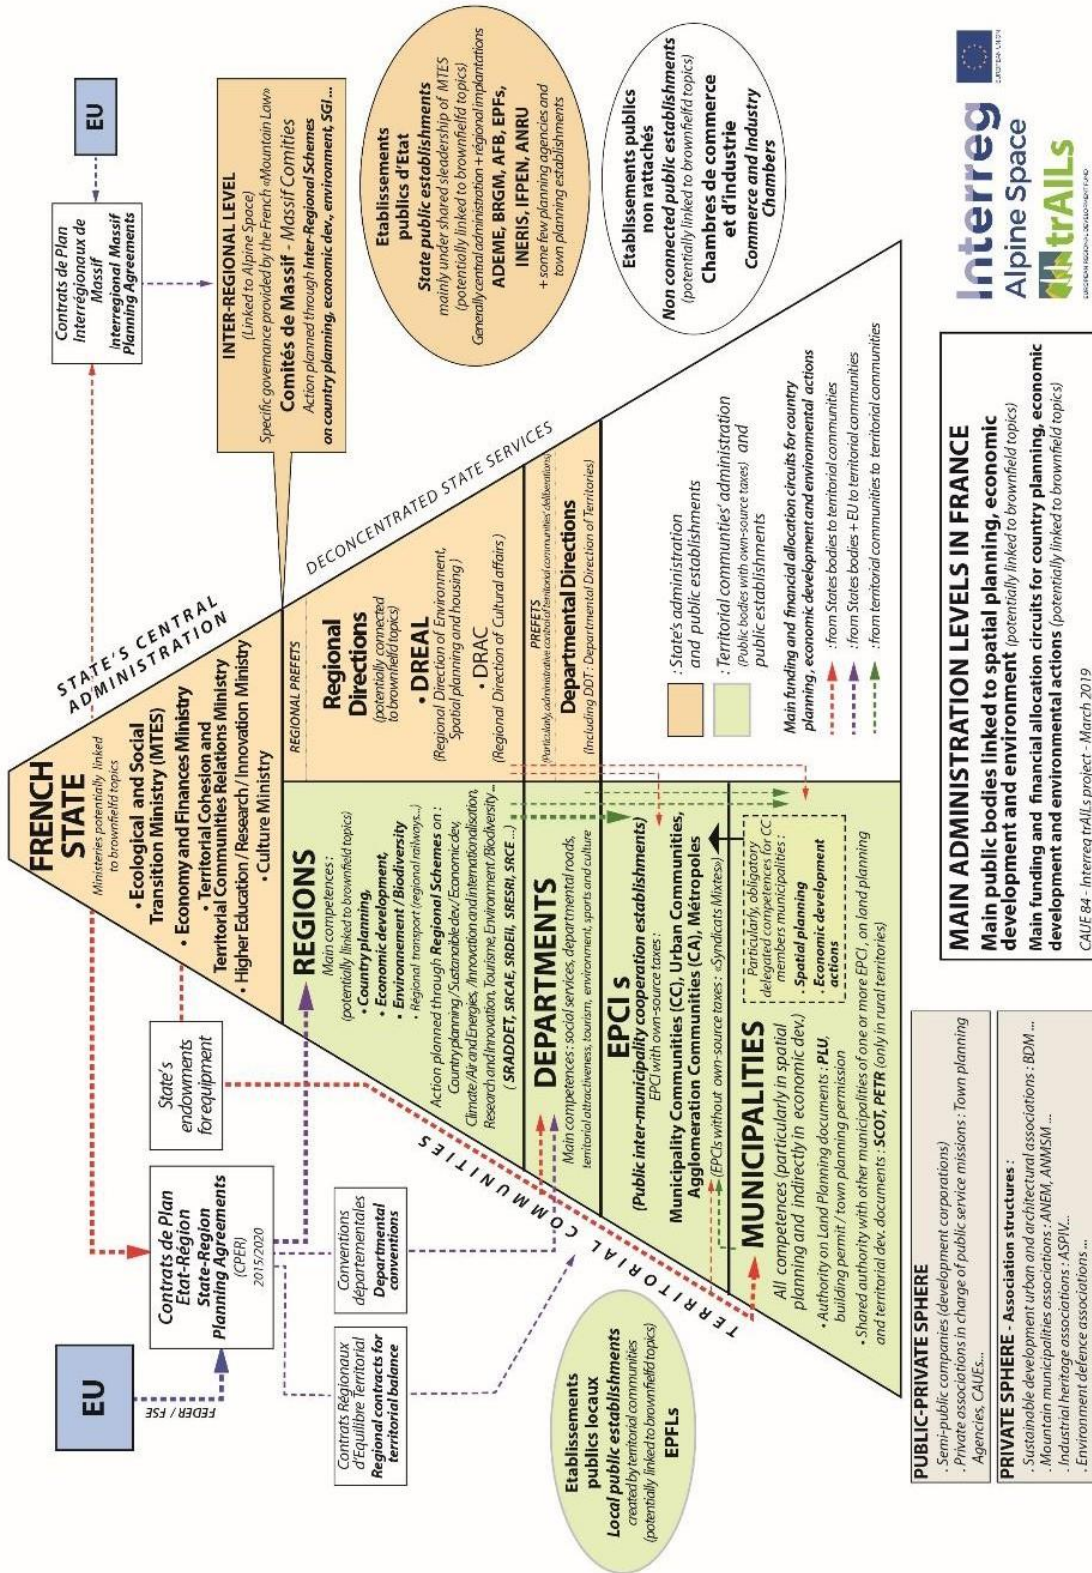 FRENCH
STATE
Ministeries potentially linked
to brownfielfd topics
• Ecological and Social
Transition Ministry (MTES)
• Economy and Finances Ministry
• Territorial Cohesion and
Territorial Communities Relations Ministry
• Higher Education / Research / Innovation Ministry
• Culture Ministry
STATE'S CENTRAL
ADMINISTRATION
EU
FEDER / FSE
Contrats de Plan
Etat-Région
State-Region
Planning Agreements
(CPER)
2015/2020
State's
endowments
for equipment
Contrats Régionaux
d'Equilibre Territorial
Regional contracts for
territorial balance
Conventions
départementales
Departmental
conventions
TERRITORIAL COMMUNITIES
EU
Contrats de Plan
Interrégionaux de
Massif
Interregional Massif
Planning Agreements
INTER-REGIONAL LEVEL
(Linked to Alpine Space)
Specific governance provided by the French «Mountain Law»
Comités de Massif - Massif Comities
Action planned through Inter-Regional Schemes
on country planning, economic dev., environment, SGI ...
REGIONS
Main competences :
(potentially llinked to brownfield topics)
• Country planning,
• Economic development,
• Environnement / Biodiversity
• Regional transport (regional railways...)
Action planned through Regional Schemes on :
Country planning / Sutainable dev / Economic dev,
Climate / Air and Energies, /Innovation and internationalisation,
Research and Innovation, Tourisme, Environment /Biodiversity ...
( SRADDET, SRCAE, SRDEII, SRESRI, SRCE ...)
REGIONAL PREFETS
Regional
Directions
(potentially connected
to brownfielfd topics)
• DREAL
(Regional Direction of Environment,
Spatial planning and housing )
• DRAC
(Regional Direction of Cultural affairs )
DECONCENTRATED STATE SERVICES
DEPARTMENTS
Main competences : social services, departmental roads,
territorial attractiveness, tourism, environment, sports and culture
PREFETS
(Particularly, administrative control of territorial communities' deliberations)
Departmental Directions
(Including DDT : Departmental Direction of Territories)
EPCI s
(Public inter-municipality cooperation establishments)
EPCI with own-source taxes :
Municipality Communities (CC), Urban Communities,
Agglomeration Communities (CA), Métropoles
(EPCIs without own-source taxes : «Syndicats Mixtes»)
MUNICIPALITIES
All competences (particularly in spatial
planning and indirectly in economic dev.)
• Authority on Land Planning documents : PLU,
building permit / town planning permission
• Shared authority with other municipalities of one or more EPCI , on land planning
and territorial dev. documents : SCOT, PETR (only in rural territories)
Particularly, obligatory
delegated competences for CC
members municipalities :
• Spatial planning
• Economic development
actions
: State's administration
and public establishments
: Territorial communties' administration
(Public bodies with own-source taxes) and
public establishments
Main funding and financial allocation circuits for country
planning, economic development and environmental actions
:from States bodies to territorial communities
:from States bodies + EU to territorial communities
:from territorial communities to territorial communities
Etablissements
publics d'Etat
State public establishments
mainly under shared sleadership of MTES
(potentially linked to brownfielfd topics)
Generally central administration + régional implantations
ADEME, BRGM, AFB, EPFs,
INERIS, IFPEN, ANRU
+ some few planning agencies and
town planning establishments
Etablissements publics
non rattachés
Non connected public establishments
(potentially linked to brownfielfd topics)
Chambres de commerce
et d'industrie
Commerce and Industry
Chambers
Etablissements
publics locaux
Local public establishments
created by territorial communities
(potentially linked to brownfielfd topics)
EPFLs
PUBLIC-PRIVATE SPHERE
. Semi-public companies (development corporations)
. Private associations in charge of public service missions : Town planning
Agencies, CAUEs...
PRIVATE SPHERE - Association structures :
. Sustainable development urban and architectural associations : BDM ...
. Mountain municipalities associations : ANEM, ANMSM ...
. Industrial heritage associations : ASPIV...
. Environment defence associations ...
MAIN ADMINISTRATION LEVELS IN FRANCE
Main public bodies linked to spatial planning, economic
development and environment (potentially linked to brownfield topics)
Main funding and financial allocation circuits for country planning, economic
development and environmental actions (potentially linked to brownfield topics)
CAUE 84 - Interreg trAILs project - March 2019
Interreg
Alpine Space
trAILs
EUROPEAN UNION
EUROPEAN REGIONAL DEVELOPMENT FUND